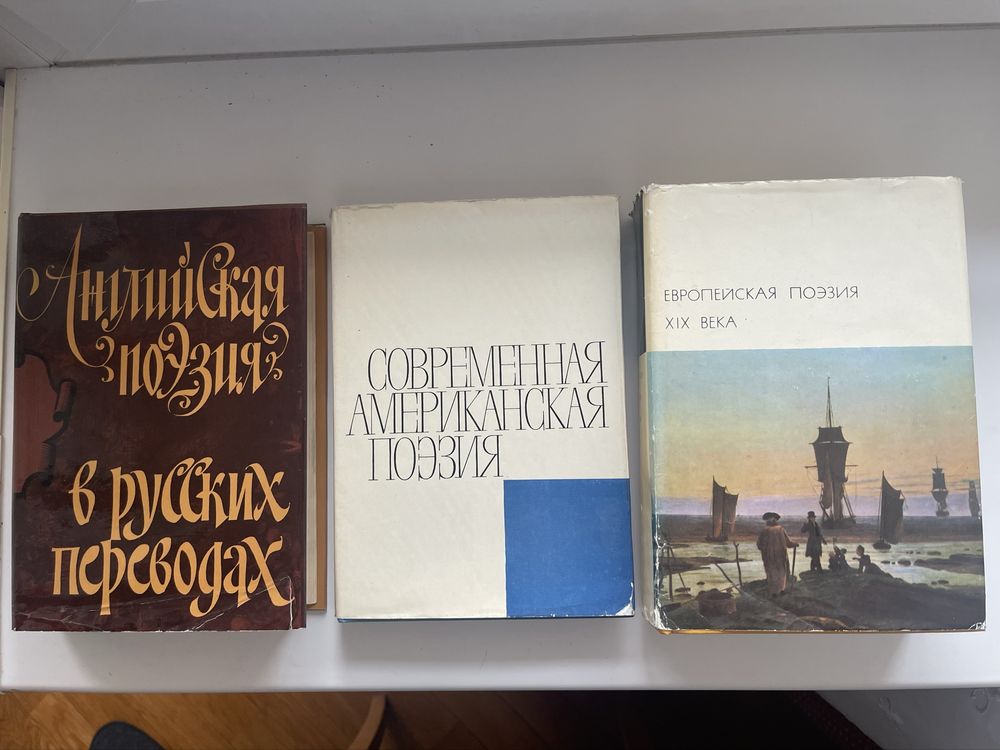 Английская
поэзия
в русских
переводах
СОВРЕМЕННАЯ
АМЕРИКАНСКАЯ
ПОЭЗИЯ
ЕВРОПЕЙСКАЯ ПОЭЗИЯ
XIX ВЕКА